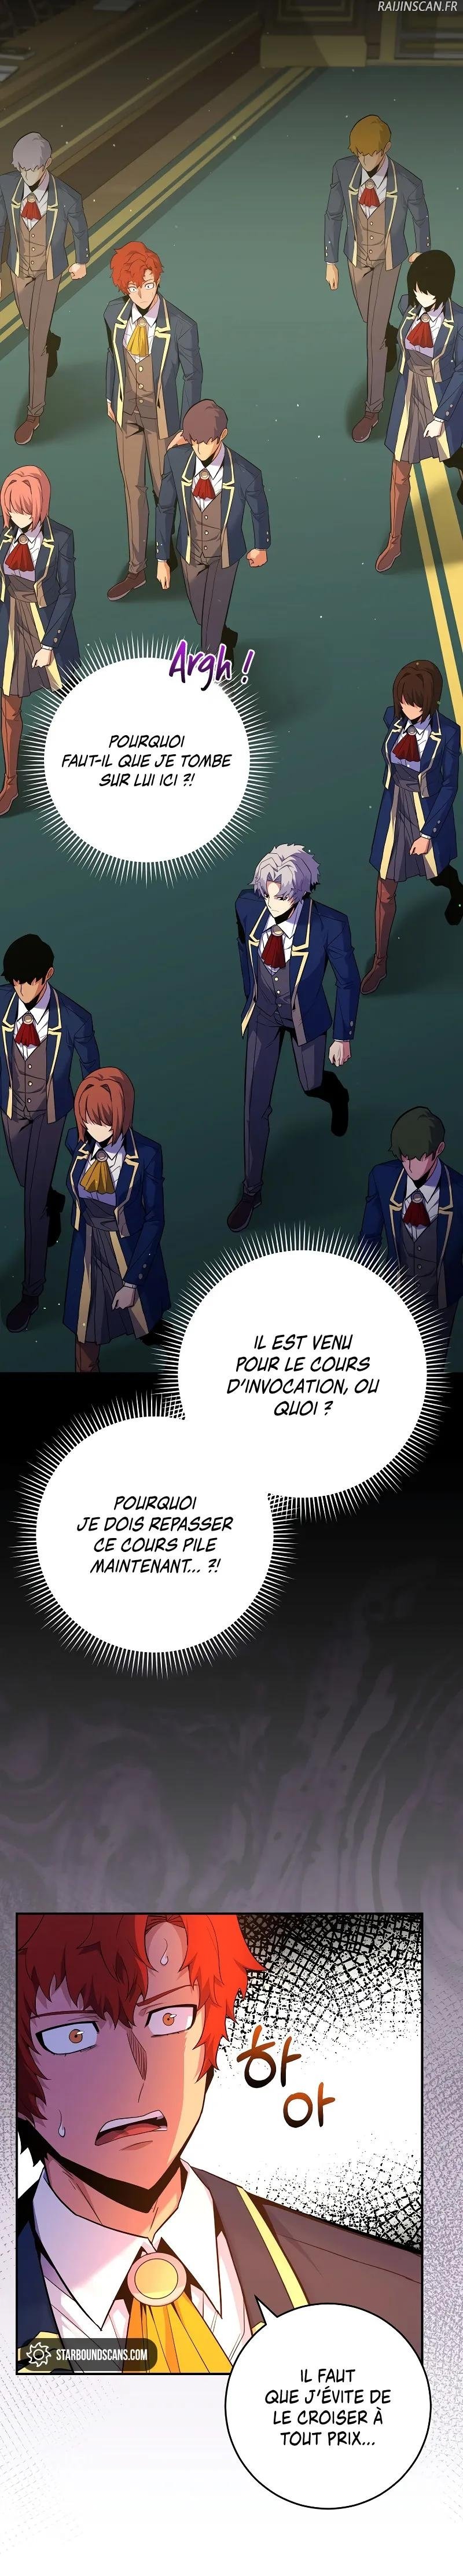 RAIJINSCAN.FR
Argh !
POURQUOI
FAUT-IL QUE JE TOMBE
SUR LUI ICI ?!
IL EST VENU
POUR LE COURS
D'INVOCATION, OU
QUOI ?
POURQUOI
JE DOIS REPASSER
CE COURS PILE
MAINTENANT... ?!
하
아
STARBOUNDSCANS.COM
IL FAUT
QUE J'ÉVITE DE
LE CROISER À
TOUT PRIX...